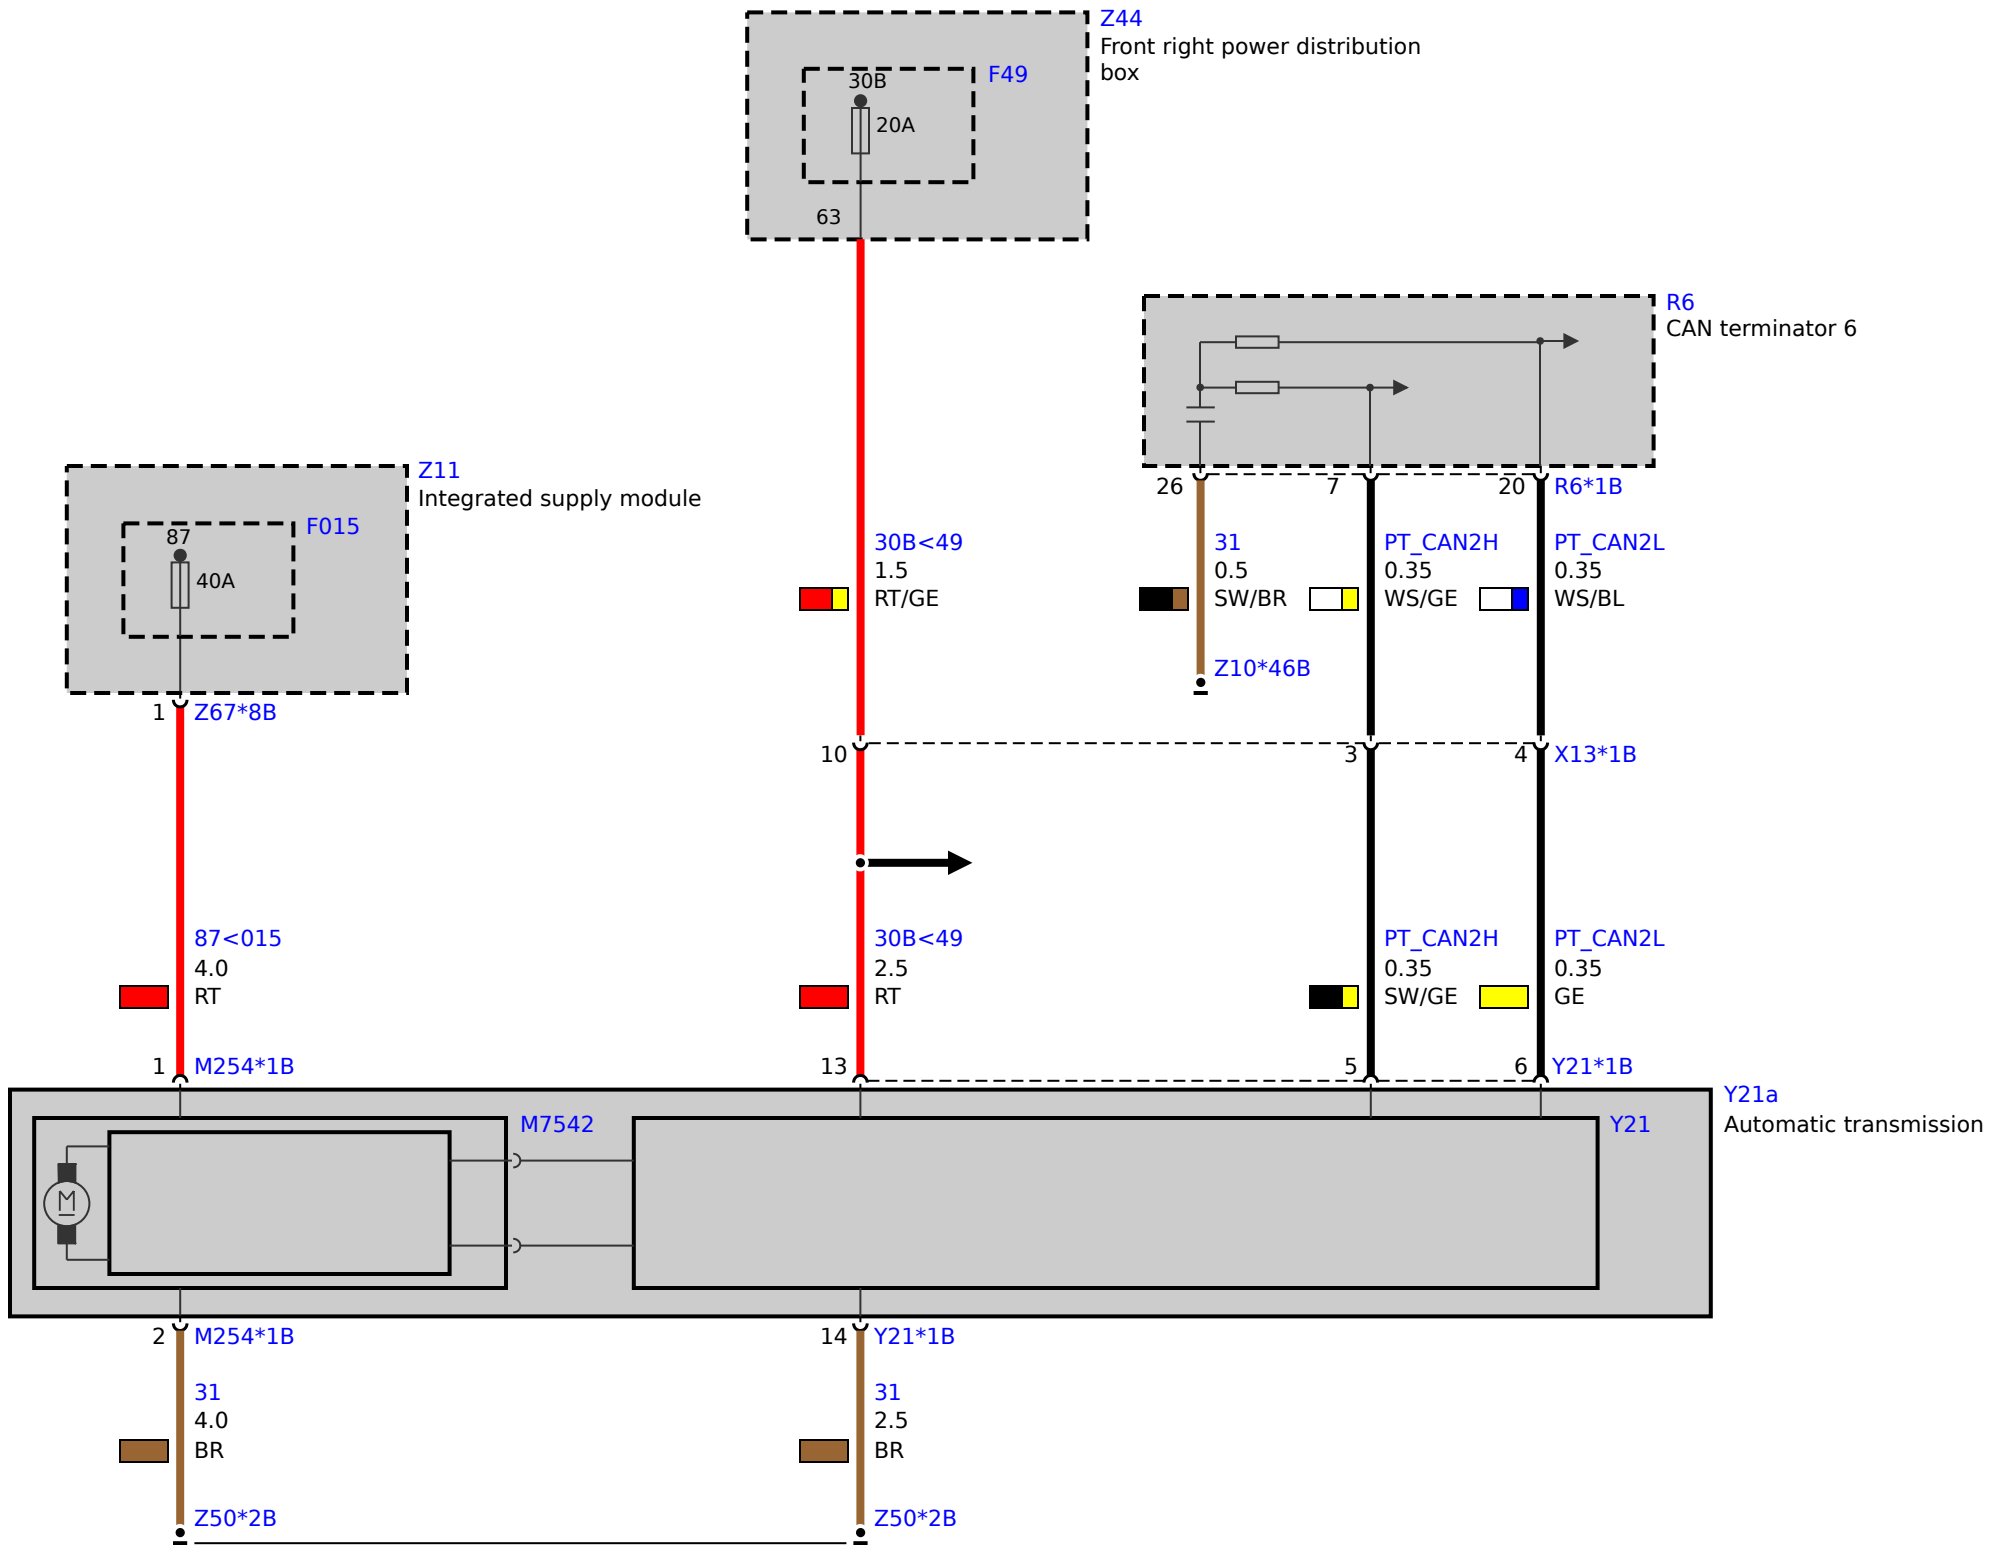 Z44
Front right power distribution
box
F49
30B
20A
63
R6
CAN terminator 6
Z11
Integrated supply module
F015
87
40A
26
7
20
R6*1B
30B<49
1.5
RT/GE
31
0.5
SW/BR
PT_CAN2H
0.35
WS/GE
PT_CAN2L
0.35
WS/BL
Z10*46B
1
Z67*8B
10
3
4
X13*1B
87<015
4.0
RT
30B<49
2.5
RT
PT_CAN2H
0.35
SW/GE
PT_CAN2L
0.35
GE
1
M254*1B
13
5
6
Y21*1B
Y21a
Automatic transmission
M7542
Y21
M
2
M254*1B
14
Y21*1B
31
4.0
BR
31
2.5
BR
Z50*2B
Z50*2B